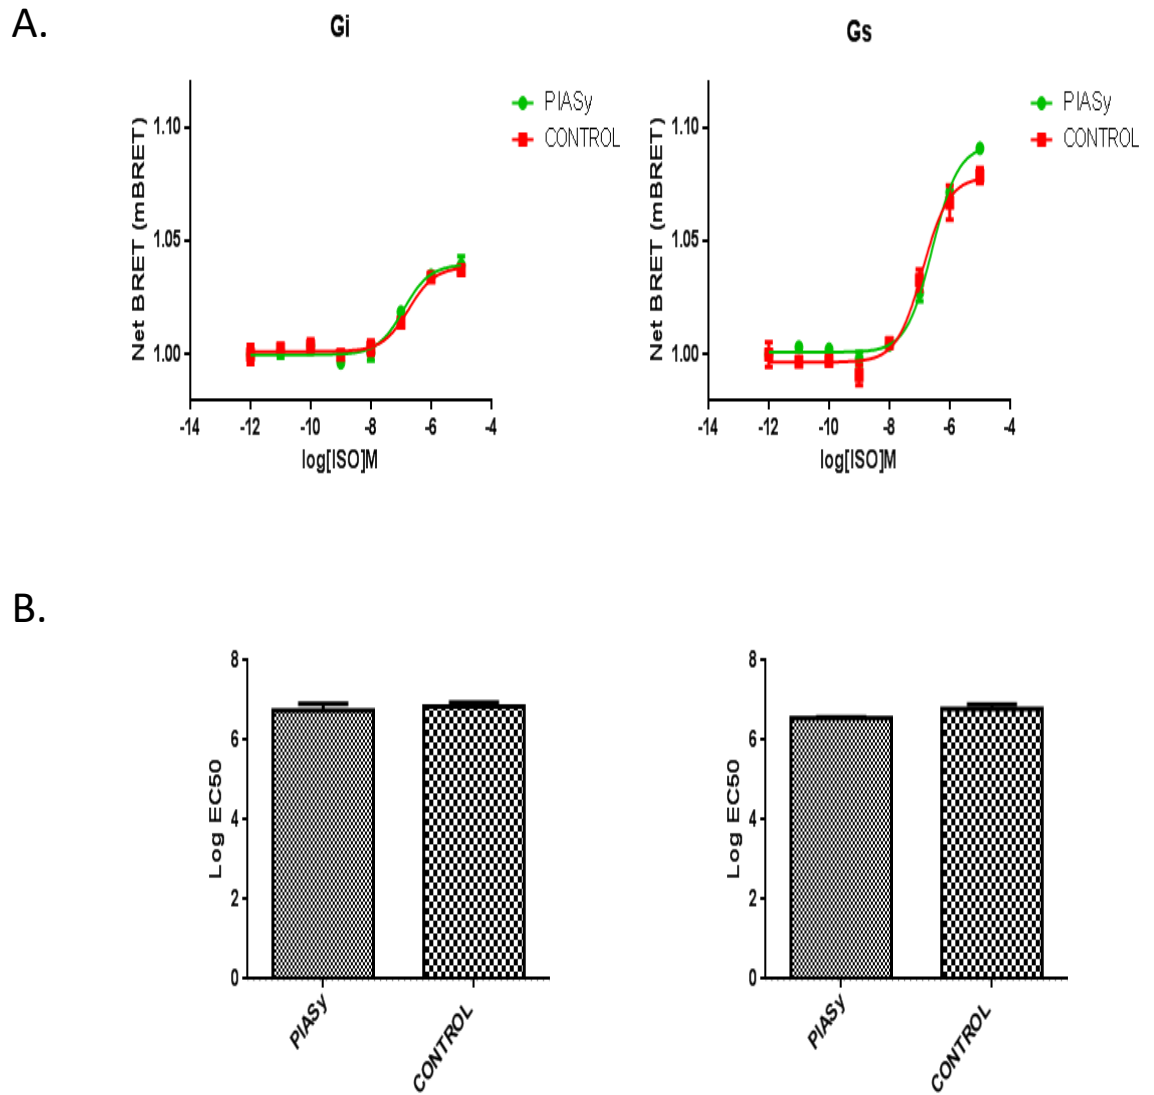 A.
Gi
Net BRET (mBRET)
1.10
1.05
1.00
-14 -12 -10 -8 -6 -4
log[ISO]M
PIASy
CONTROL
Gs
Net BRET (mBRET)
1.10
1.05
1.00
-14 -12 -10 -8 -6 -4
log[ISO]M
PIASy
CONTROL
B.
Log EC50
8
6
4
2
0
PIASy
CONTROL
Log EC50
8
6
4
2
0
PIASy
CONTROL